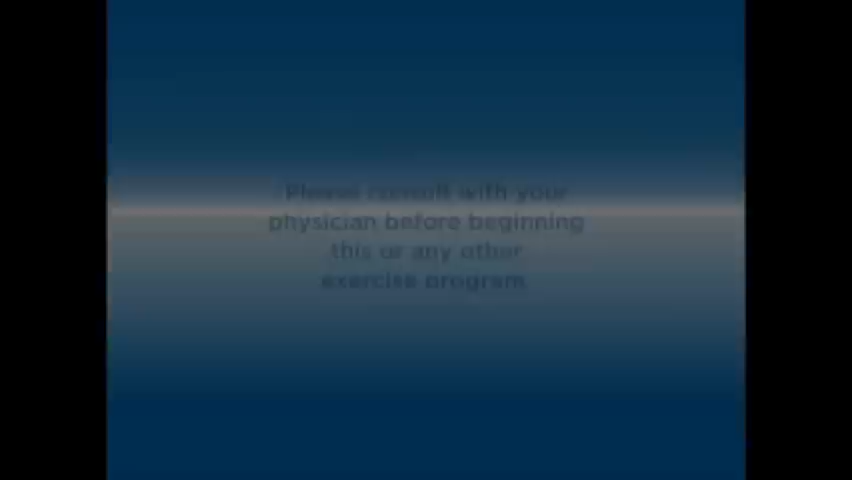 Please consult with your
physician before beginning
this or any other
exercise program